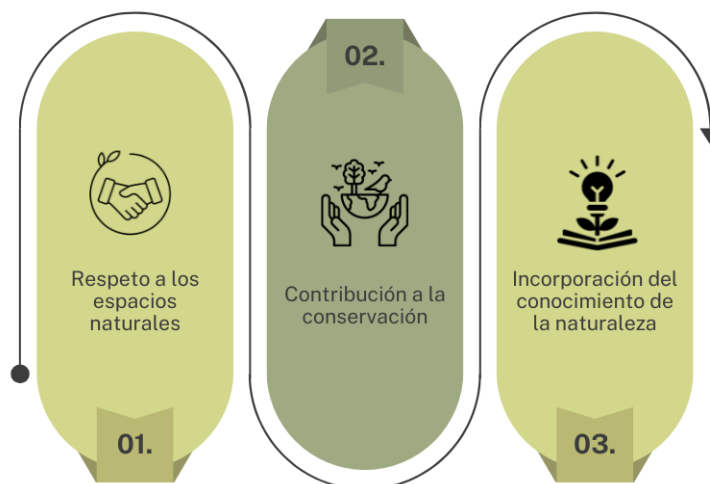 Respeto a los
espacios
naturales
01.
02.
Contribución a la
conservación
Incorporación del
conocimiento de
la naturaleza
03.